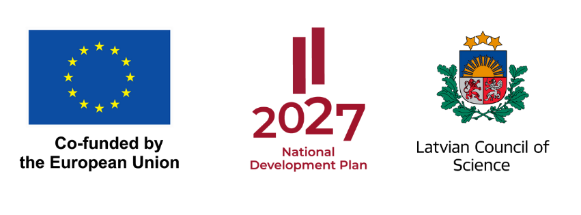 Co-funded by
the European Union
2027
National
Development Plan
Latvian Council of
Science